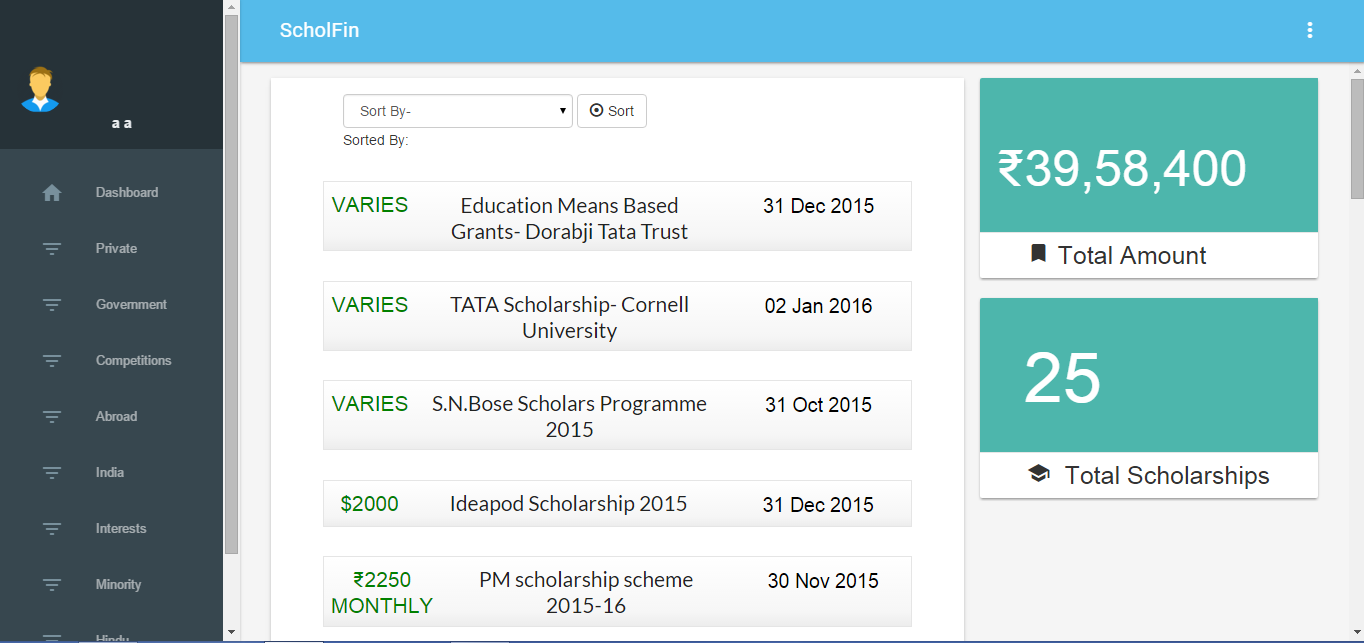 ScholFin
a a
Dashboard
Private
Government
Competitions
Abroad
India
Interests
Minority
Hindu
Sort By-
Sort
Sorted By:
VARIES
Education Means Based
Grants- Dorabji Tata Trust
31 Dec 2015
VARIES
TATA Scholarship- Cornell
University
02 Jan 2016
VARIES
S.N.Bose Scholars Programme
2015
31 Oct 2015
$2000
Ideapod Scholarship 2015
31 Dec 2015
₹2250
MONTHLY
PM scholarship scheme
2015-16
30 Nov 2015
₹39,58,400
Total Amount
25
Total Scholarships